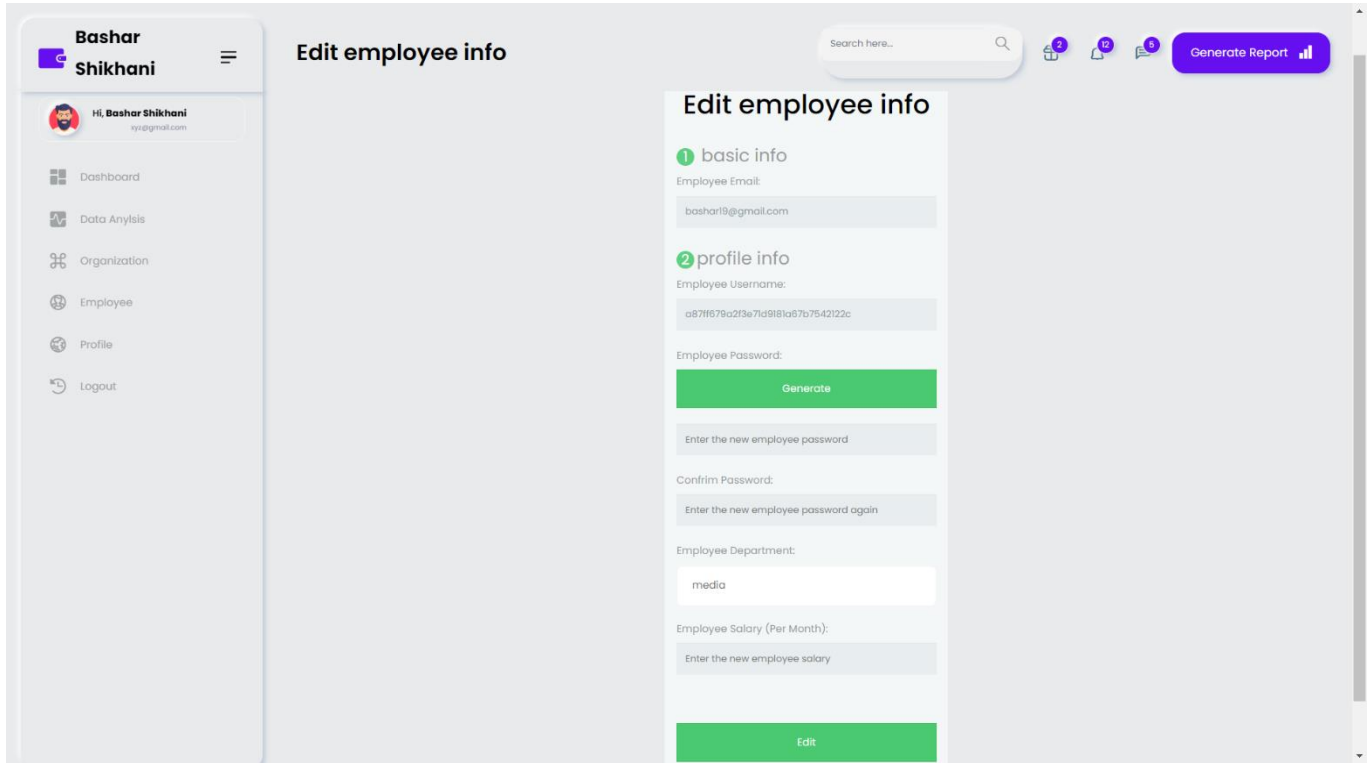 Bashar
Shikhani
Edit employee info
Search here...
2
12
5
Generate Report
Hi, Bashar Shikhani
syz@gmail.com
Dashboard
Data Anylsis
Organization
Employee
Profile
Logout
Edit employee info
1 basic info
Employee Email:
bashar19@gmail.com
2 profile info
Employee Username:
a87ff679a2f3e71d9181a67b7542122c
Employee Password:
Generate
Enter the new employee password
Confrim Password:
Enter the new employee password again
Employee Department:
media
Employee Salary (Per Month):
Enter the new employee salary
Edit